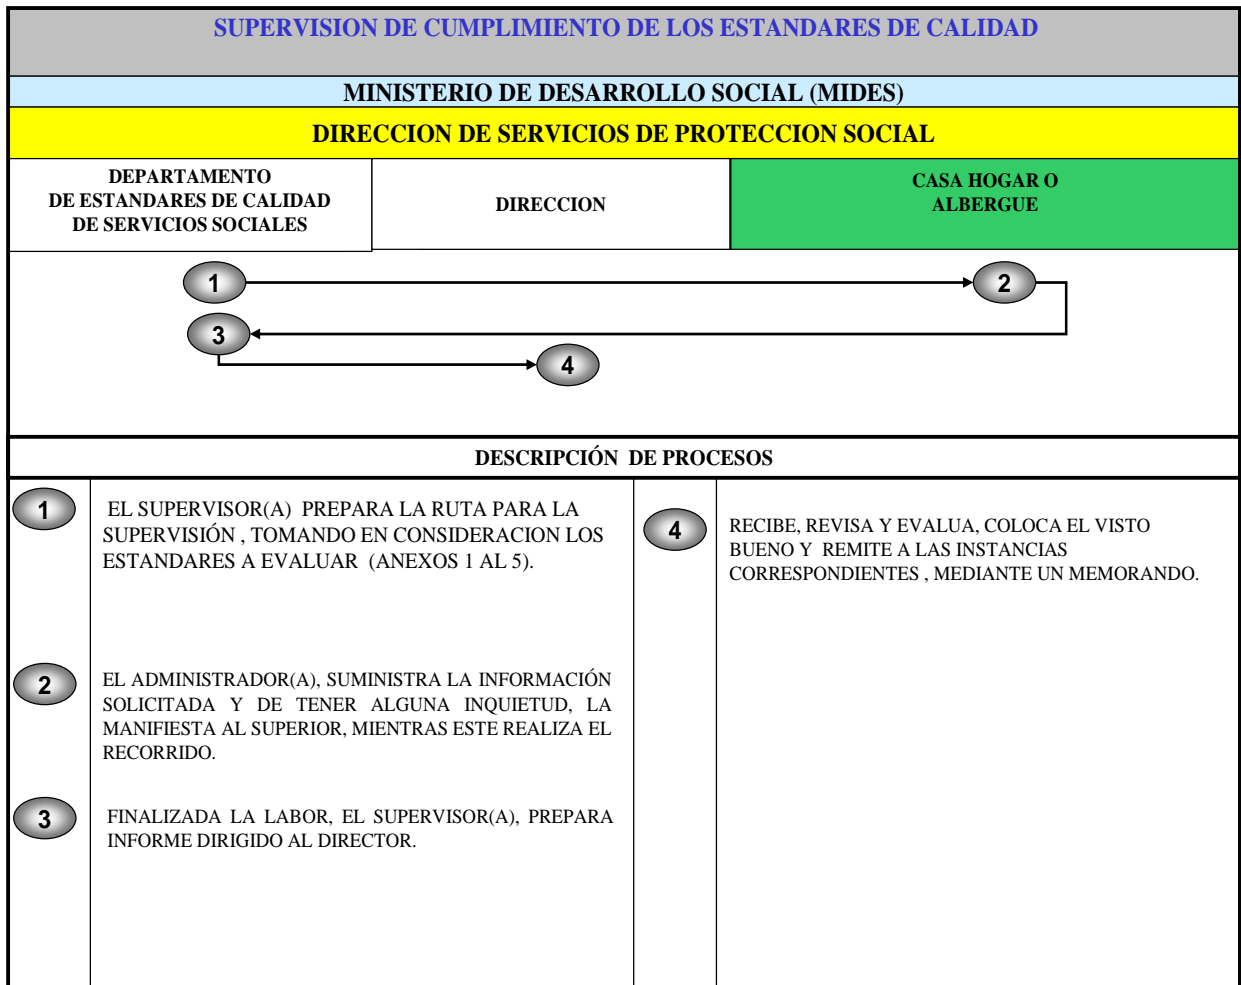 SUPERVISION DE CUMPLIMIENTO DE LOS ESTANDARES DE CALIDAD
MINISTERIO DE DESARROLLO SOCIAL (MIDES)
DIRECCION DE SERVICIOS DE PROTECCION SOCIAL
DEPARTAMENTO
DE ESTANDARES DE CALIDAD
DE SERVICIOS SOCIALES
DIRECCION
CASA HOGAR O
ALBERGUE
1
2
3
4
DESCRIPCIÓN DE PROCESOS
1
EL SUPERVISOR(A) PREPARA LA RUTA PARA LA
SUPERVISIÓN , TOMANDO EN CONSIDERACION LOS
ESTANDARES A EVALUAR (ANEXOS 1 AL 5).
2
EL ADMINISTRADOR(A), SUMINISTRA LA INFORMACIÓN
SOLICITADA Y DE TENER ALGUNA INQUIETUD, LA
MANIFIESTA AL SUPERIOR, MIENTRAS ESTE REALIZA EL
RECORRIDO.
3
FINALIZADA LA LABOR, EL SUPERVISOR(A), PREPARA
INFORME DIRIGIDO AL DIRECTOR.
4
RECIBE, REVISA Y EVALUA, COLOCA EL VISTO
BUENO Y REMITE A LAS INSTANCIAS
CORRESPONDIENTES , MEDIANTE UN MEMORANDO.